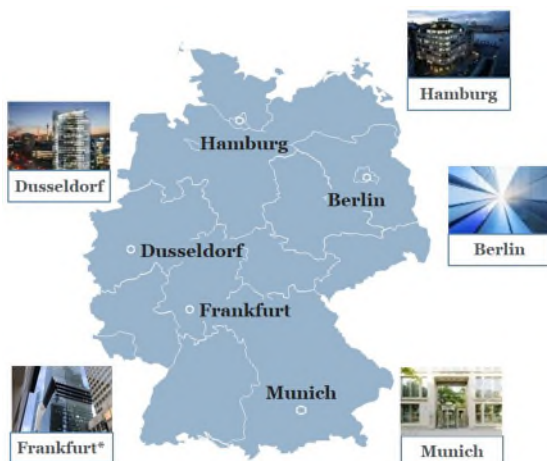 Hamburg
Hamburg
Dusseldorf
Berlin
Berlin
Dusseldorf
Frankfurt
Munich
Frankfurt*
Munich